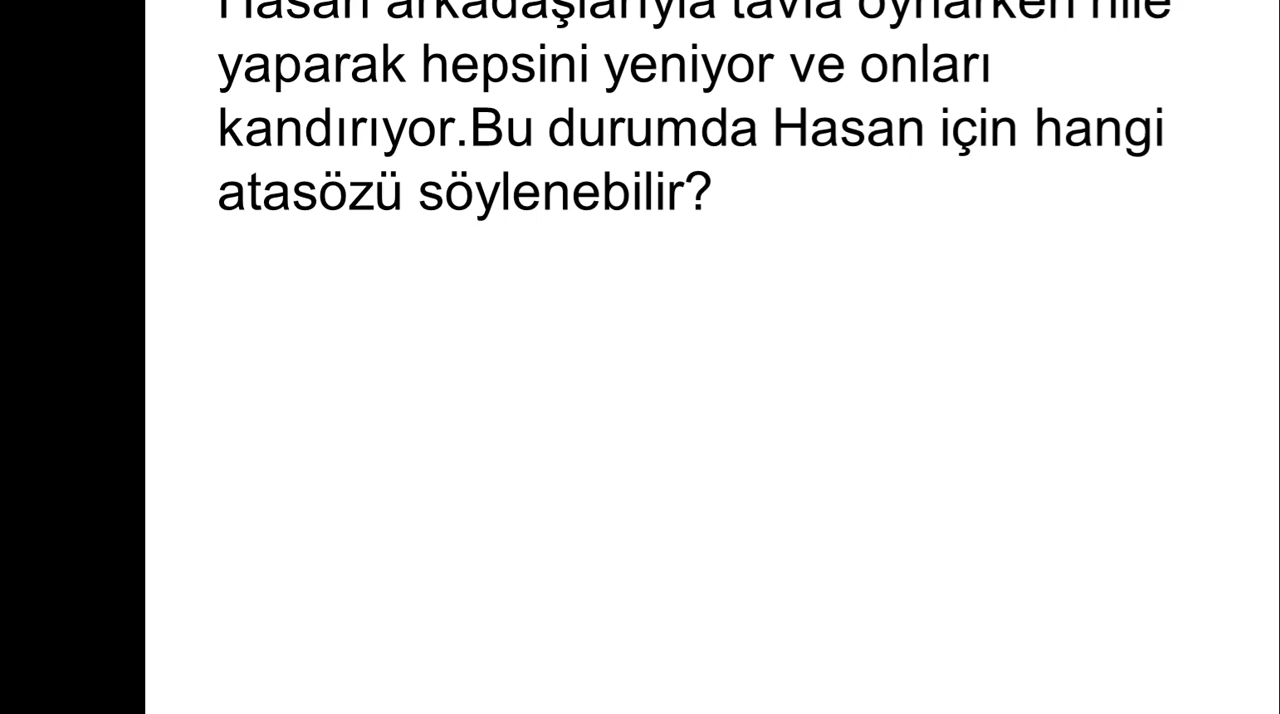 Hasan arkadaşlarıyla tavla oynarken hile
yaparak hepsini yeniyor ve onları
kandırıyor.Bu durumda Hasan için hangi
atasözü söylenebilir?